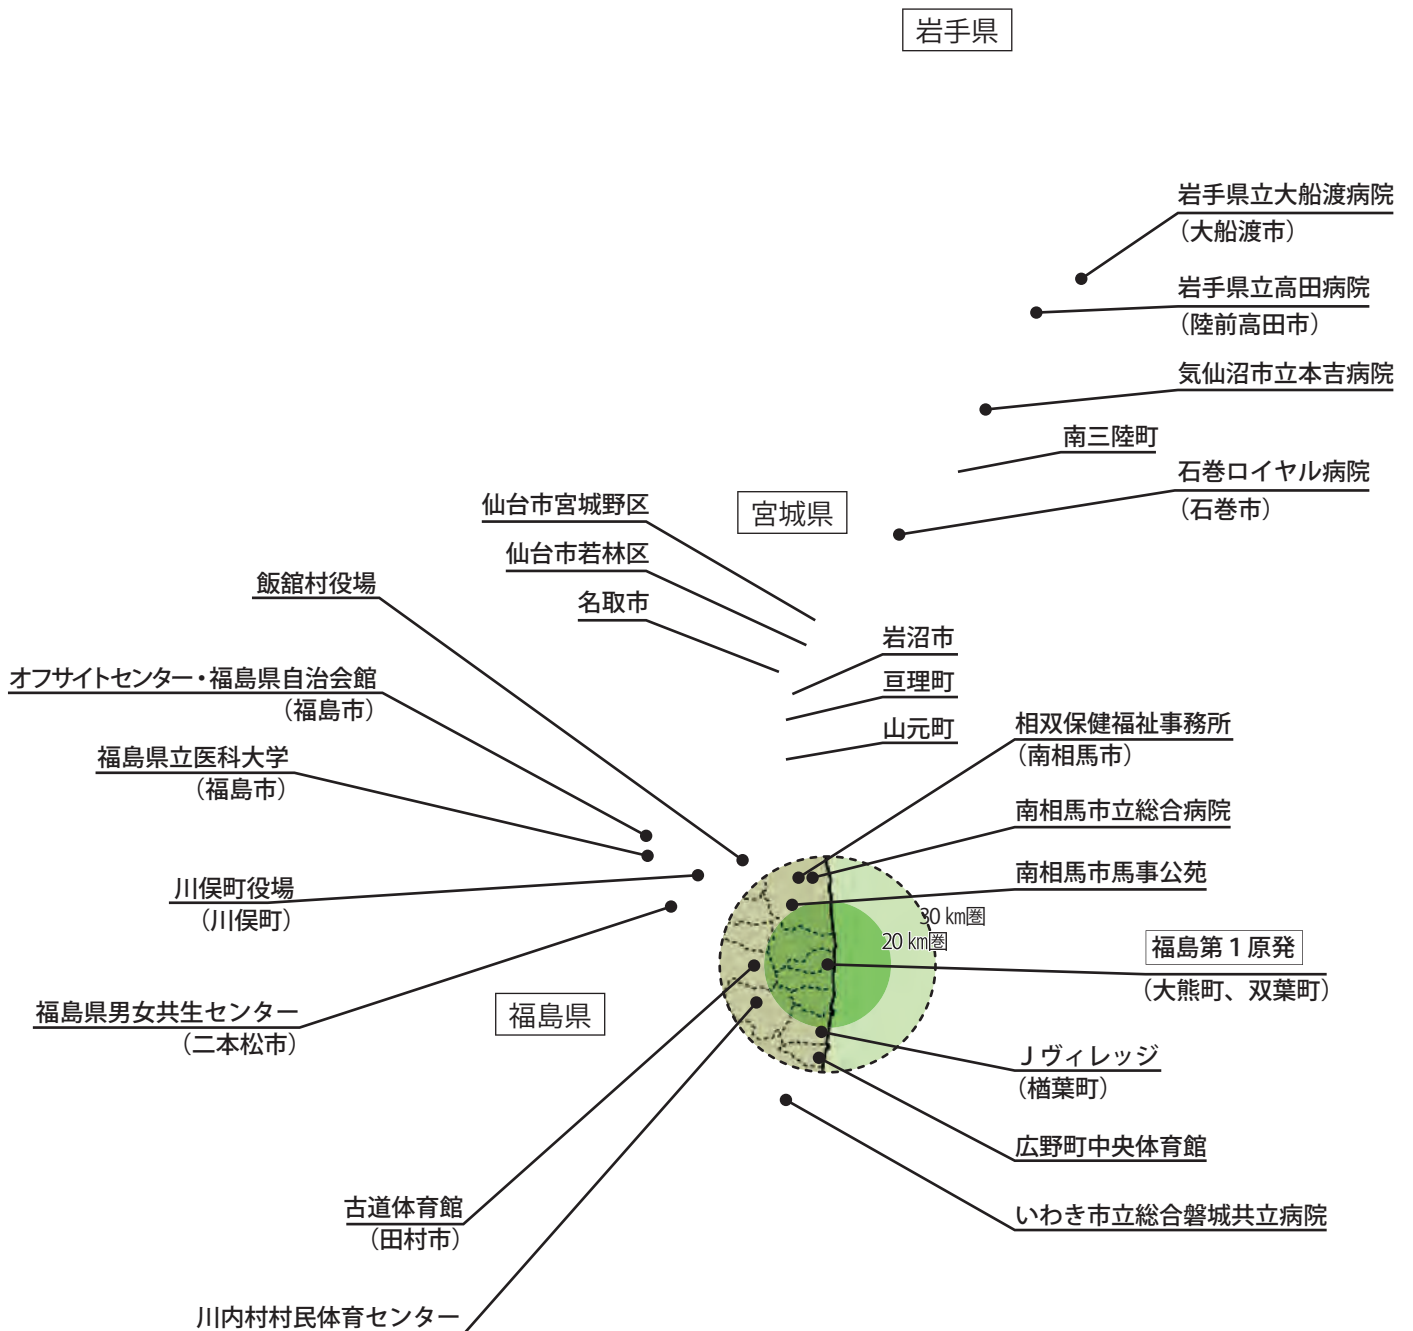 岩手県
岩手県立大船渡病院
（大船渡市）
岩手県立高田病院
（陸前高田市）
気仙沼市立本吉病院
南三陸町
石巻ロイヤル病院
（石巻市）
宮城県
仙台市宮城野区
仙台市若林区
名取市
飯舘村役場
岩沼市
亘理町
山元町
オフサイトセンター・福島県自治会館
（福島市）
福島県立医科大学
（福島市）
相双保健福祉事務所
（南相馬市）
南相馬市立総合病院
南相馬市馬事公苑
川俣町役場
（川俣町）
30 km圏
20 km圏
福島第1原発
（大熊町、双葉町）
福島県男女共生センター
（二本松市）
福島県
Jヴィレッジ
（楢葉町）
広野町中央体育館
いわき市立総合磐城共立病院
古道体育館
（田村市）
川内村村民体育センター